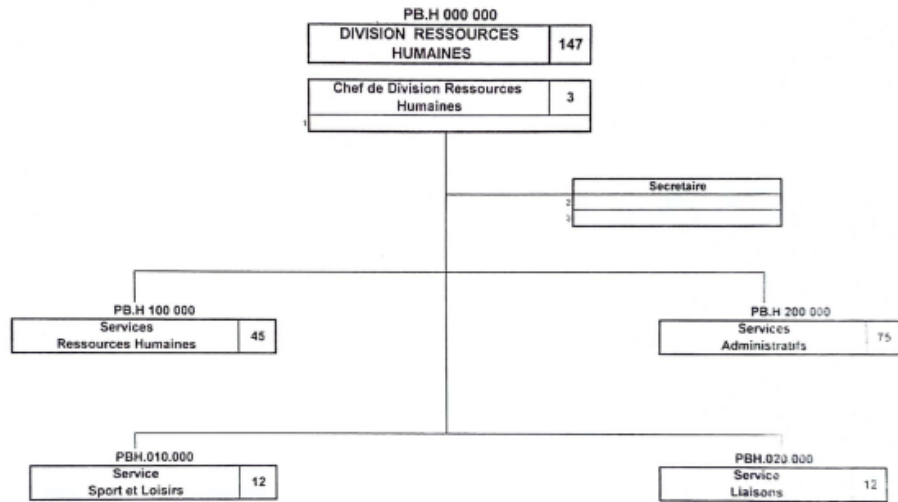 PB.H 000 000
DIVISION RESSOURCES
HUMAINES
147
Chef de Division Ressources
Humaines
3
1
Secretaire
2
3
PB.H 100 000
Services
Ressources Humaines
45
PB.H 200 000
Services
Administratifs
75
PBH.010.000
Service
Sport et Loisirs
12
PBH.020 000
Service
Liaisons
12